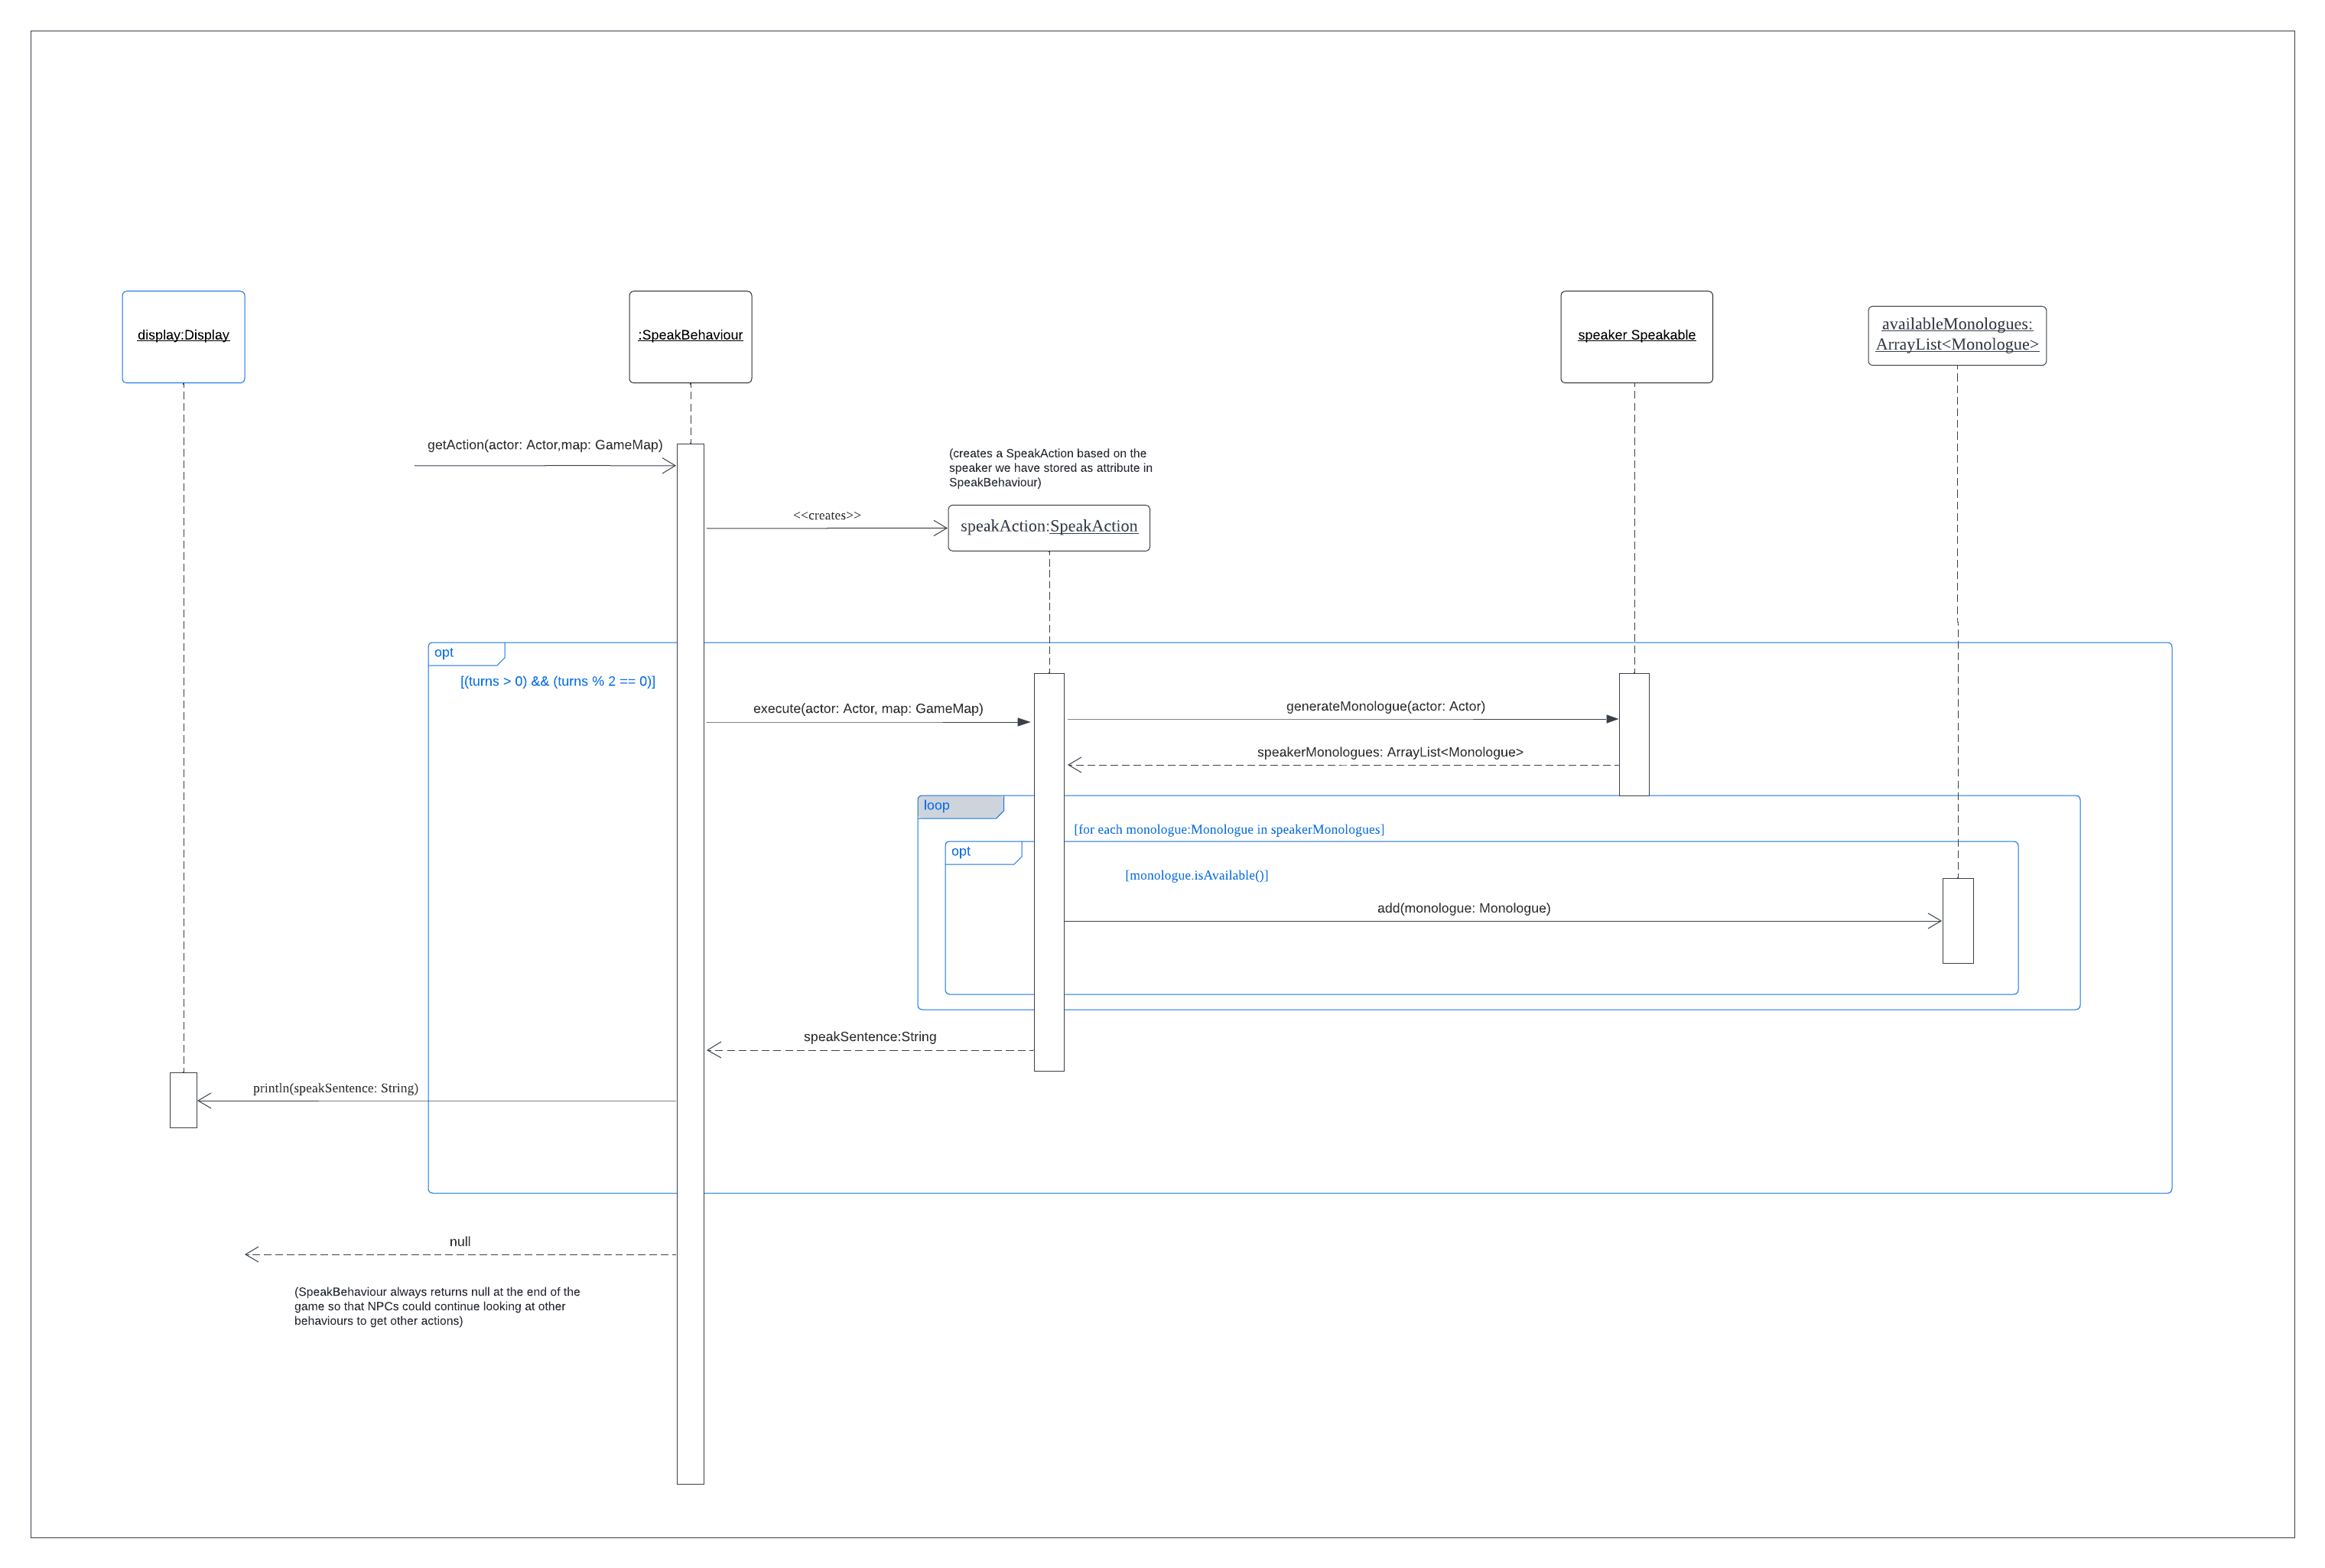 display:Display
:SpeakBehaviour
speaker Speakable
availableMonologues:
ArrayList<Monologue>
getAction(actor: Actor,map: GameMap)
(creates a SpeakAction based on the
speaker we have stored as attribute in
SpeakBehaviour)
<<creates>>
speakAction:SpeakAction
opt
[(turns > 0) && (turns % 2 == 0)]
execute(actor: Actor, map: GameMap)
generateMonologue(actor: Actor)
speakerMonologues: ArrayList<Monologue>
loop
[for each monologue:Monologue in speakerMonologues]
opt
[monologue.isAvailable()]
add(monologue: Monologue)
speakSentence:String
println(speakSentence: String)
null
(SpeakBehaviour always returns null at the end of the
game so that NPCs could continue looking at other
behaviours to get other actions)